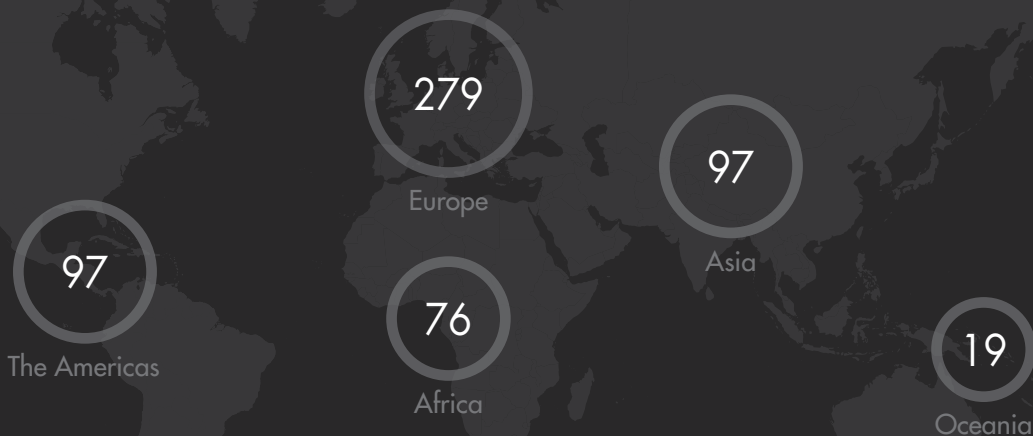 279
Europe
97
Asia
97
The Americas
76
Africa
19
Oceania